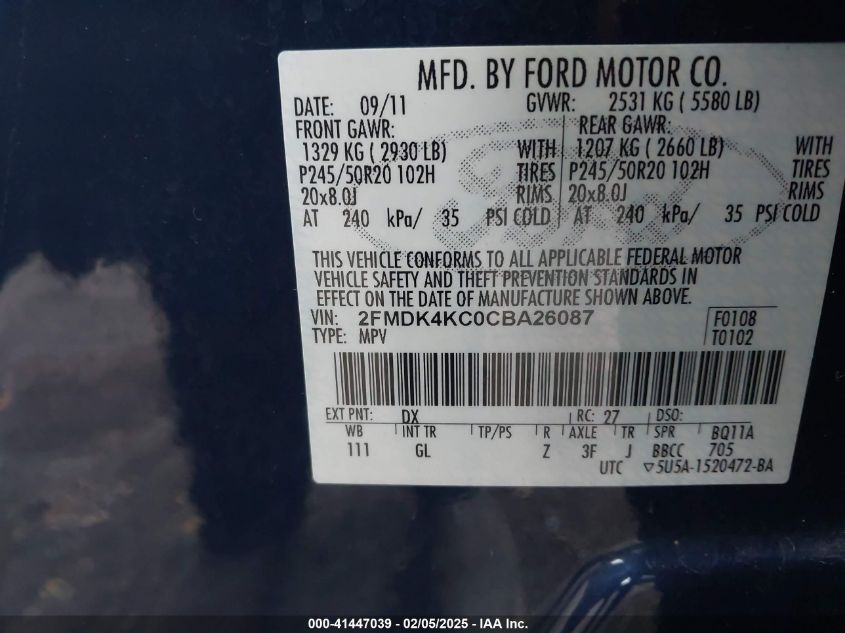 MFD. BY FORD MOTOR CO.
DATE: 09/11 GVWR: 2531 KG ( 5580 LB)
FRONT GAWR: REAR GAWR:
1329 KG ( 2930 LB) WITH 1207 KG ( 2660 LB) WITH
P245/50R20 102H TIRES P245/50R20 102H TIRES
20x8.0J RIMS 20x8.0J RIMS
AT 240 kPa/ 35 PSI COLD AT 240 kPa/ 35 PSI COLD
THIS VEHICLE CONFORMS TO ALL APPLICABLE FEDERAL MOTOR
VEHICLE SAFETY AND THEFT PREVENTION STANDARDS IN
EFFECT ON THE DATE OF MANUFACTURE SHOWN ABOVE.
VIN: 2FMDK4KC0CBA26087 F0108
TYPE: MPV T0102
EXT PNT: DX RC: 27 DSO:
WB INT TR TP/PS R AXLE TR SPR BQ11A
111 GL Z 3F J BBCC 705
UTC ▽5U5A-1520472-BA
000-41447039 - 02/05/2025 - IAA Inc.